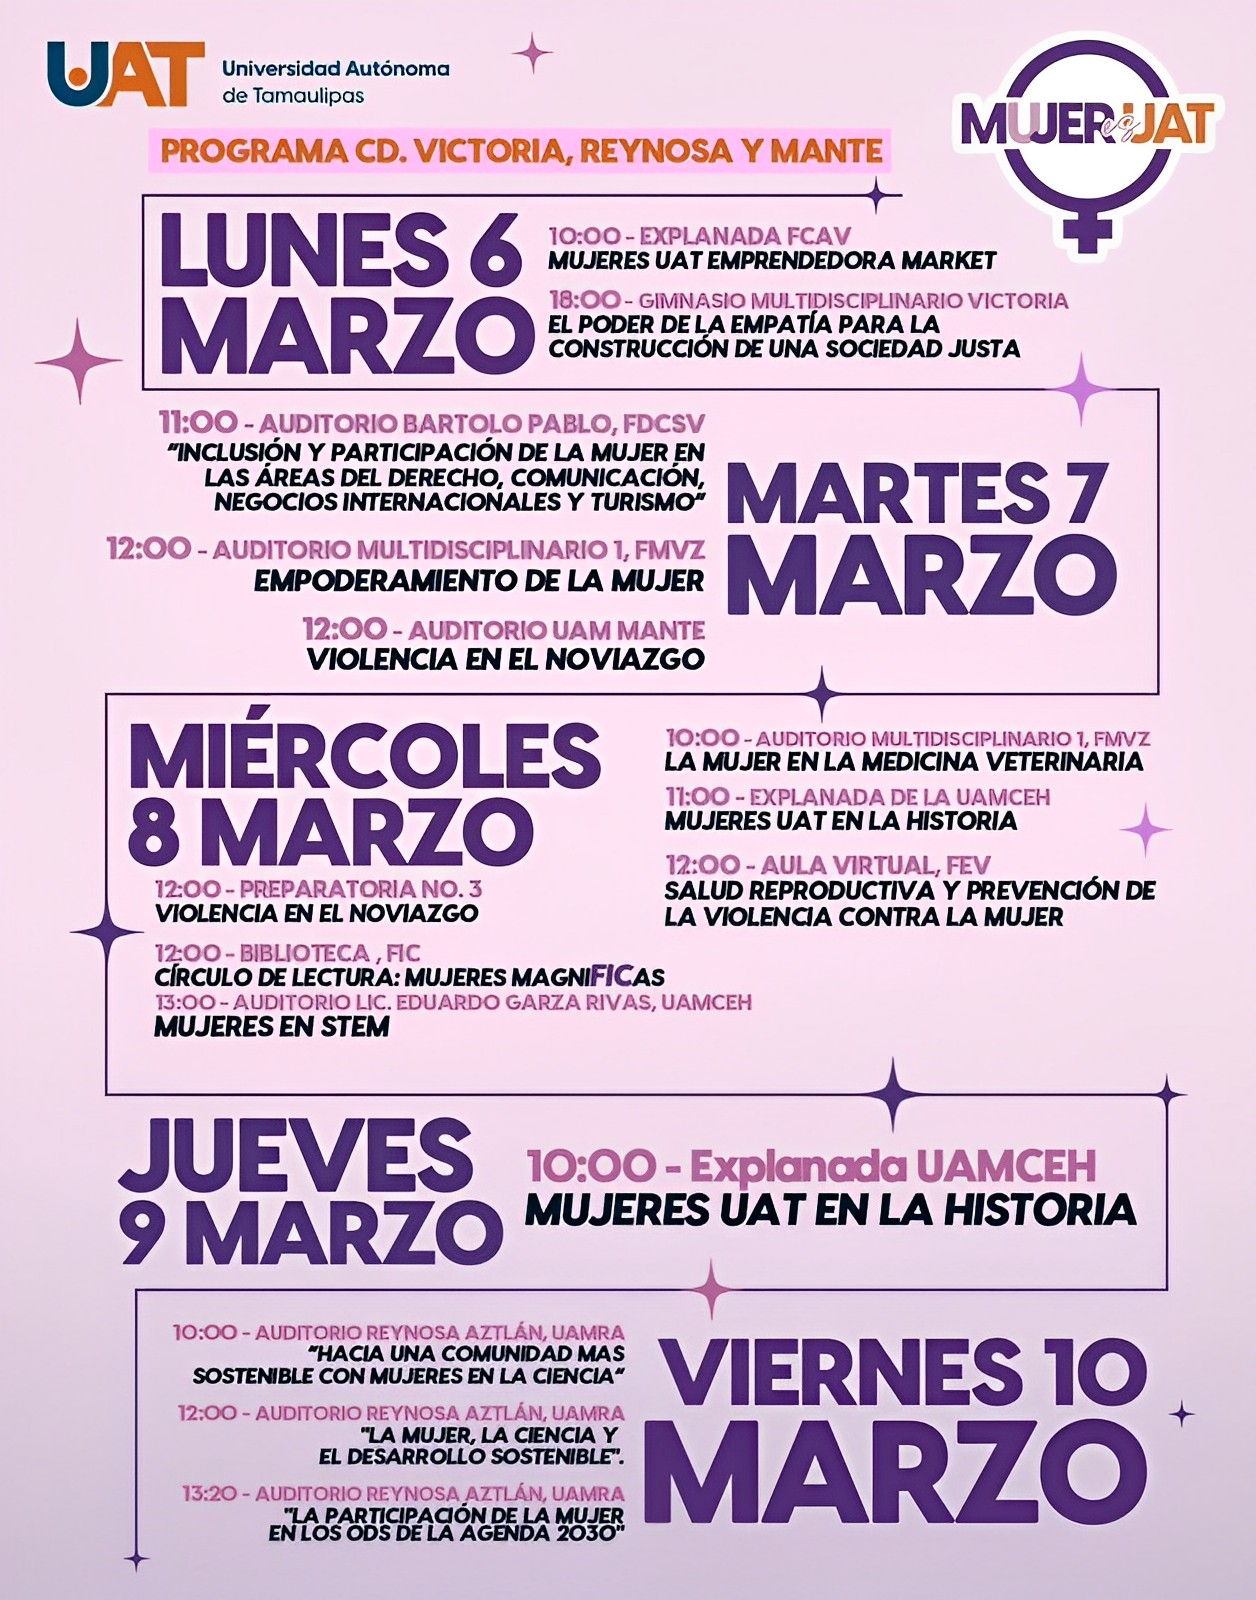 UAT
Universidad Autónoma
de Tamaulipas
MUJER es UAT
PROGRAMA CD. VICTORIA, REYNOSA Y MANTE
LUNES 6
MARZO
10:00 - EXPLANADA FCAV
MUJERES UAT EMPRENDEDORA MARKET
18:00 - GIMNASIO MULTIDISCIPLINARIO VICTORIA
EL PODER DE LA EMPATÍA PARA LA
CONSTRUCCIÓN DE UNA SOCIEDAD JUSTA
11:00 - AUDITORIO BARTOLO PABLO, FDCSV
"INCLUSIÓN Y PARTICIPACIÓN DE LA MUJER EN
LAS ÁREAS DEL DERECHO, COMUNICACIÓN,
NEGOCIOS INTERNACIONALES Y TURISMO"
12:00 - AUDITORIO MULTIDISCIPLINARIO 1, FMVZ
EMPODERAMIENTO DE LA MUJER
12:00 - AUDITORIO UAM MANTE
VIOLENCIA EN EL NOVIAZGO
MARTES 7
MARZO
MIÉRCOLES
8 MARZO
12:00 - PREPARATORIA NO. 3
VIOLENCIA EN EL NOVIAZGO
12:00 - BIBLIOTECA , FIC
CÍRCULO DE LECTURA: MUJERES MAGNIFICAS
13:00 - AUDITORIO LIC. EDUARDO GARZA RIVAS, UAMCEH
MUJERES EN STEM
10:00 - AUDITORIO MULTIDISCIPLINARIO 1, FMVZ
LA MUJER EN LA MEDICINA VETERINARIA
11:00 - EXPLANADA DE LA UAMCEH
MUJERES UAT EN LA HISTORIA
12:00 - AULA VIRTUAL, FEV
SALUD REPRODUCTIVA Y PREVENCIÓN DE
LA VIOLENCIA CONTRA LA MUJER
JUEVES
9 MARZO
10:00 - Explanada UAMCEH
MUJERES UAT EN LA HISTORIA
10:00 - AUDITORIO REYNOSA AZTLÁN, UAMRA
"HACIA UNA COMUNIDAD MAS
SOSTENIBLE CON MUJERES EN LA CIENCIA"
12:00 - AUDITORIO REYNOSA AZTLÁN, UAMRA
"LA MUJER, LA CIENCIA Y
EL DESARROLLO SOSTENIBLE".
13:20 - AUDITORIO REYNOSA AZTLÁN, UAMRA
"LA PARTICIPACIÓN DE LA MUJER
EN LOS ODS DE LA AGENDA 2030"
VIERNES 10
MARZO